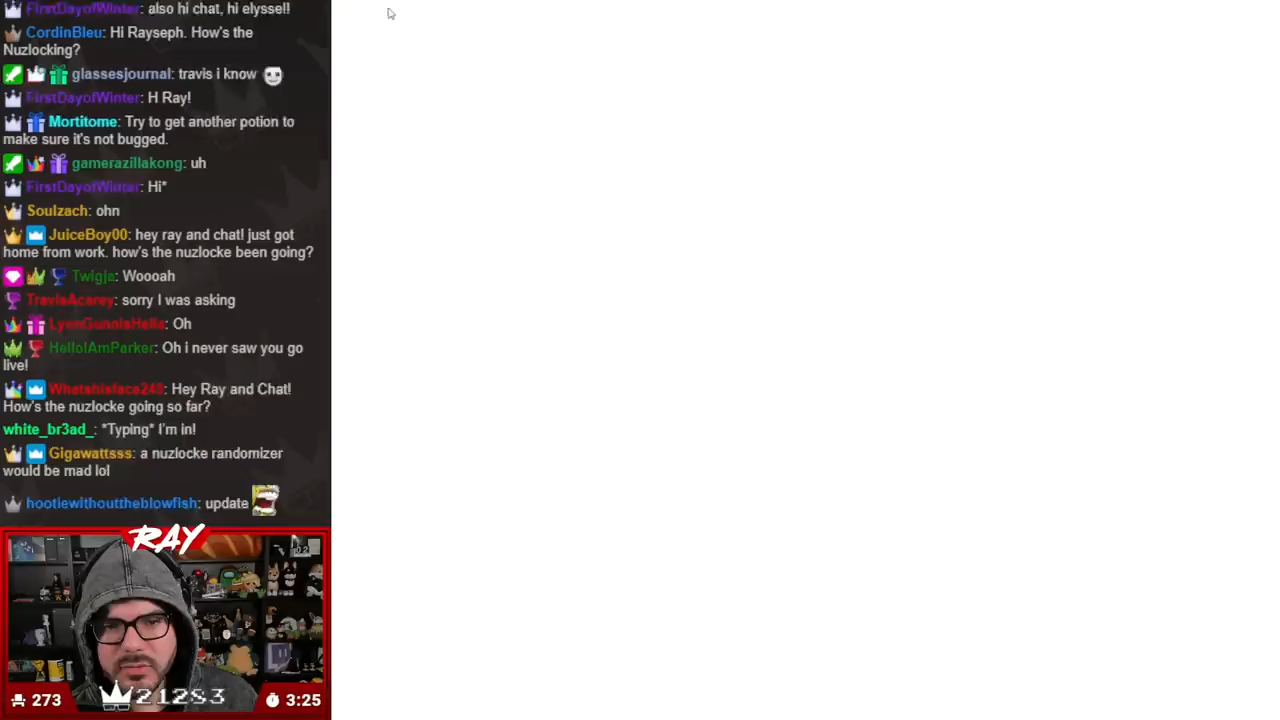 FirstDayofWinter: also hi chat, hi elysse!!
CordinBleu: Hi Rayseph. How's the
Nuzlocking?
glassesjournal: travis i know
FirstDayofWinter: H Ray!
Mortitome: Try to get another potion to
make sure it's not bugged.
gamerazillakong: uh
FirstDayofWinter: Hi*
Soulzach: ohn
JuiceBoy00: hey ray and chat! just got
home from work. how's the nuzlocke been going?
Twigja: Woooah
TravisAcarey: sorry I was asking
LyonGunnisHella: Oh
HelloIAmParker: Oh i never saw you go
live!
Whatshisface248: Hey Ray and Chat!
How's the nuzlocke going so far?
white_br3ad_: *Typing* I'm in!
Gigawattsss: a nuzlocke randomizer
would be mad lol
hootiewithouttheblowfish: update
RAY
273 21283 3:25